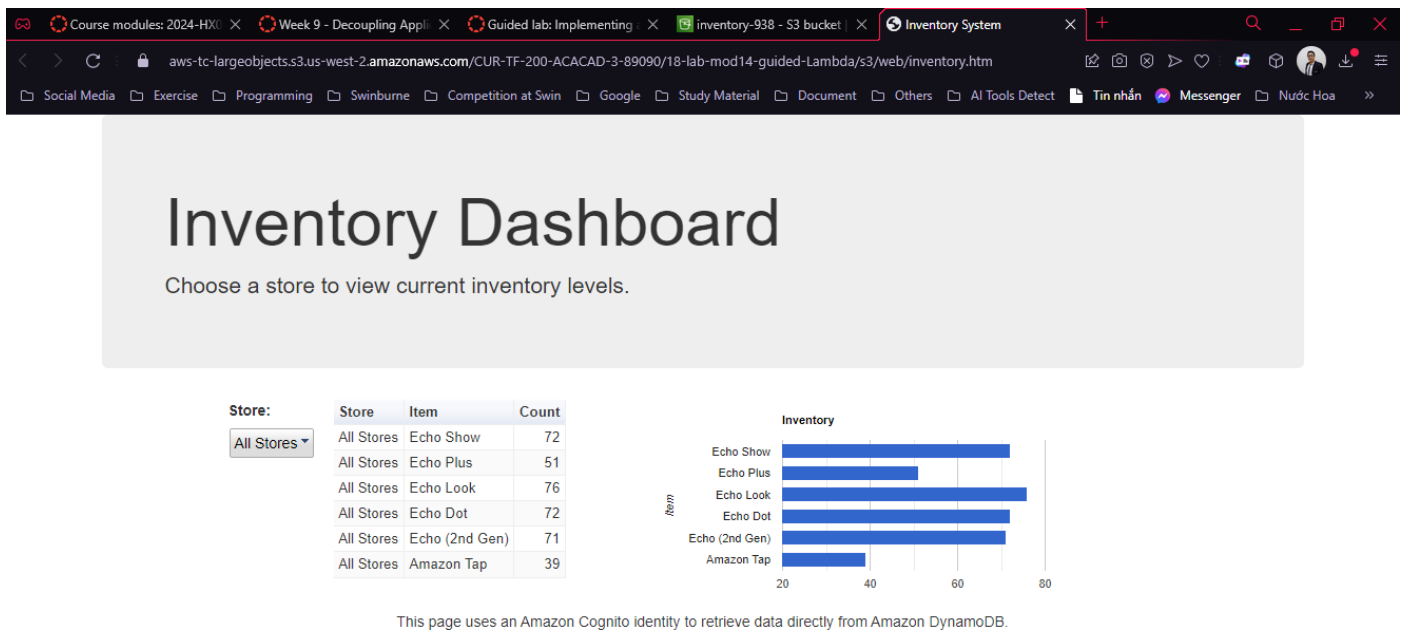 Course modules: 2024-HX0
Week 9 - Decoupling Appli
Guided lab: Implementing a
inventory-938 - S3 bucket |
Inventory System
aws-tc-largeobjects.s3.us-west-2.amazonaws.com/CUR-TF-200-ACACAD-3-89090/18-lab-mod14-guided-Lambda/s3/web/inventory.htm
Social Media Exercise Programming Swinburne Competition at Swin Google Study Material Document Others AI Tools Detect Tin nhắn Messenger Nước Hoa
Inventory Dashboard
Choose a store to view current inventory levels.
Store:
All Stores
Store Item Count
All Stores Echo Show 72
All Stores Echo Plus 51
All Stores Echo Look 76
All Stores Echo Dot 72
All Stores Echo (2nd Gen) 71
All Stores Amazon Tap 39
Inventory
Item
Echo Show
Echo Plus
Echo Look
Echo Dot
Echo (2nd Gen)
Amazon Tap
20 40 60 80
This page uses an Amazon Cognito identity to retrieve data directly from Amazon DynamoDB.